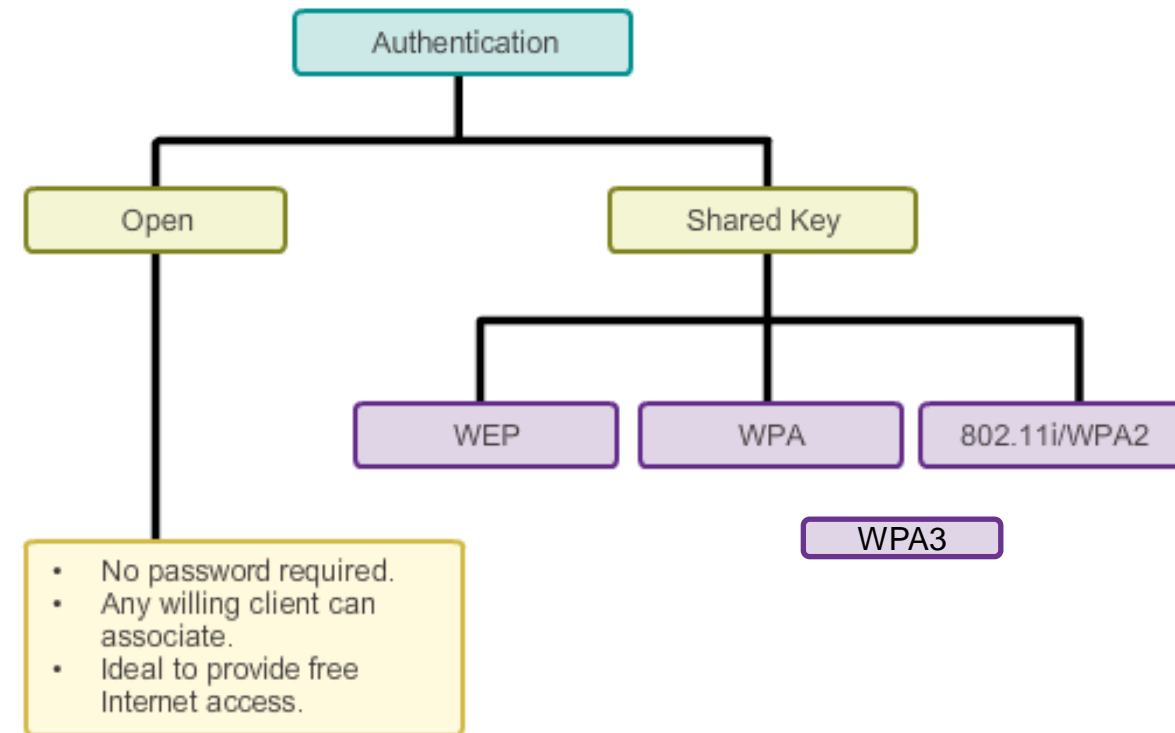 Authentication
Open
Shared Key
WEP
WPA
802.11i/WPA2
WPA3
• No password required.
• Any willing client can
associate.
• Ideal to provide free
Internet access.